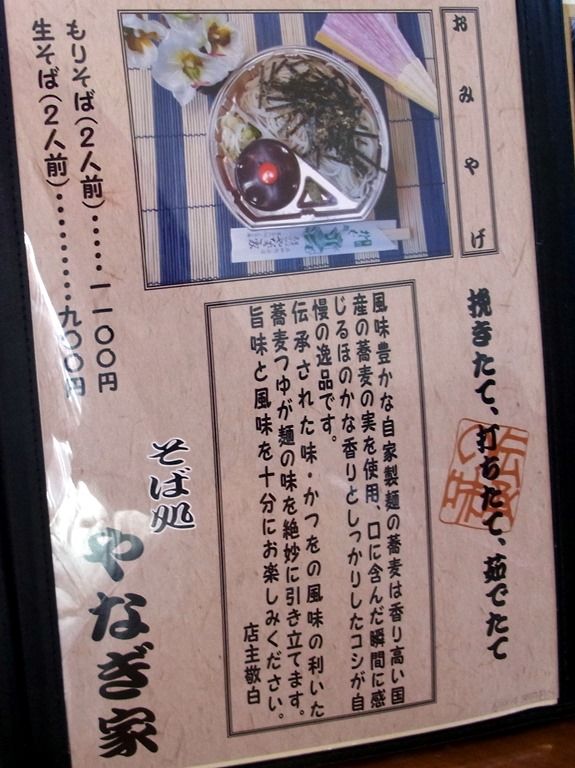 おみやげ
挽きたて、打ちたて、茹でたて
伝承の味
風味豊かな自家製麺の蕎麦は香り高い国
産の蕎麦の実を使用、口に含んだ瞬間に感
じるほのかな香りとしっかりしたコシが自
慢の逸品です。
伝承された味・かつをの風味の利いた
蕎麦つゆが麺の味を絶妙に引き立てます。
旨味と風味を十分にお楽しみください。
店主敬白
もりそば(2人前)……一一〇〇円
生そば(2人前)…………九〇〇円
そば処
やなぎ家